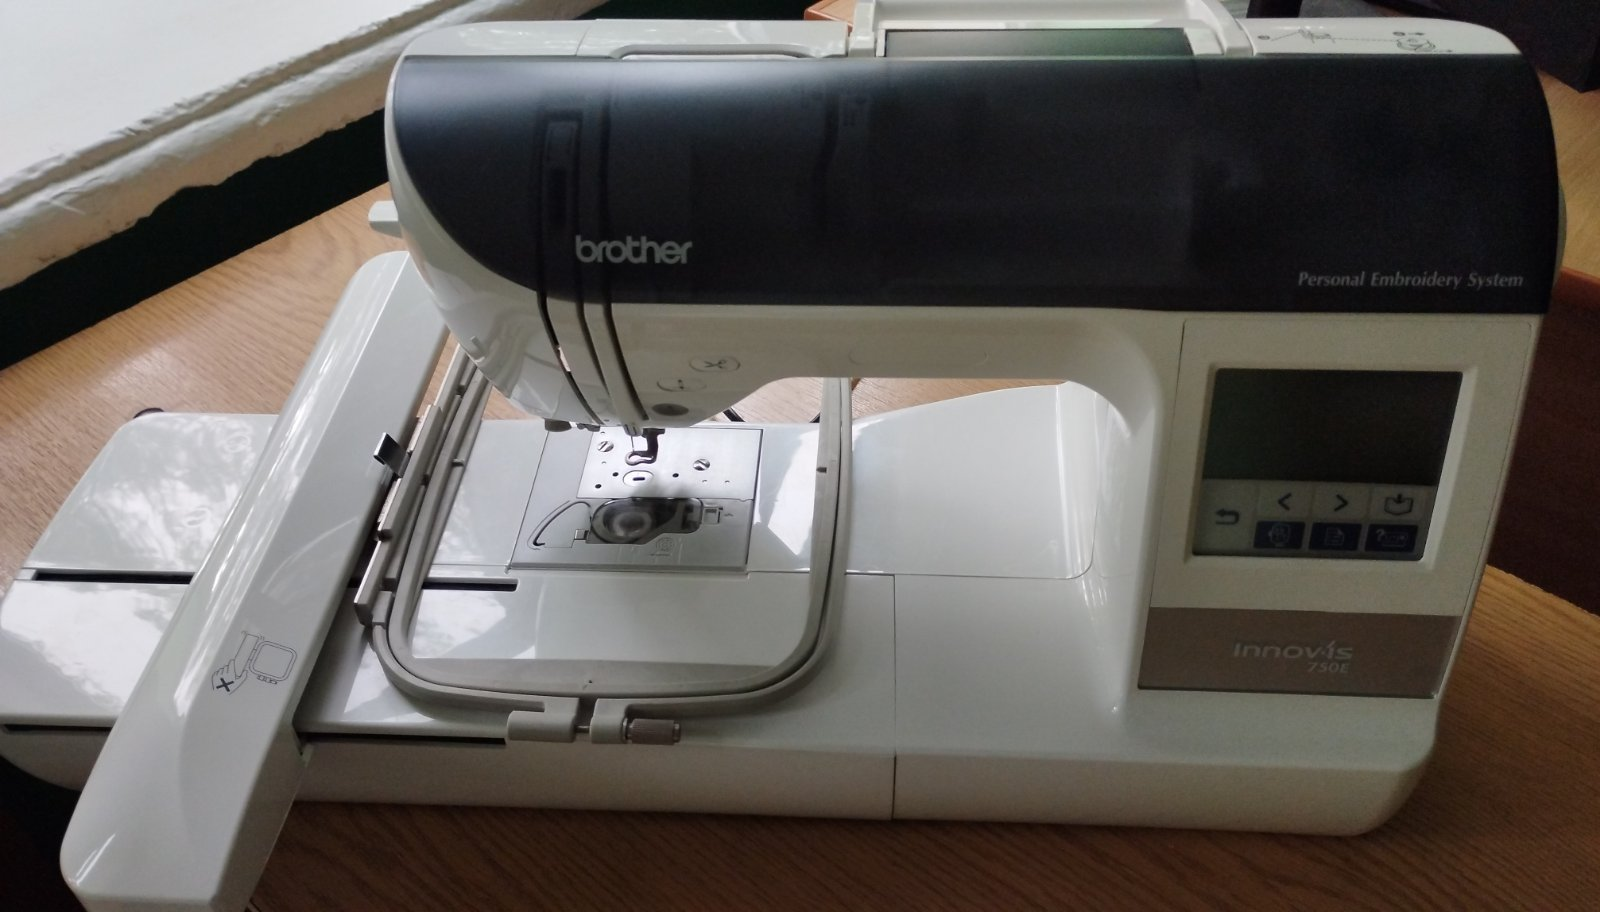 brother
Personal Embroidery System
innov-is
750E